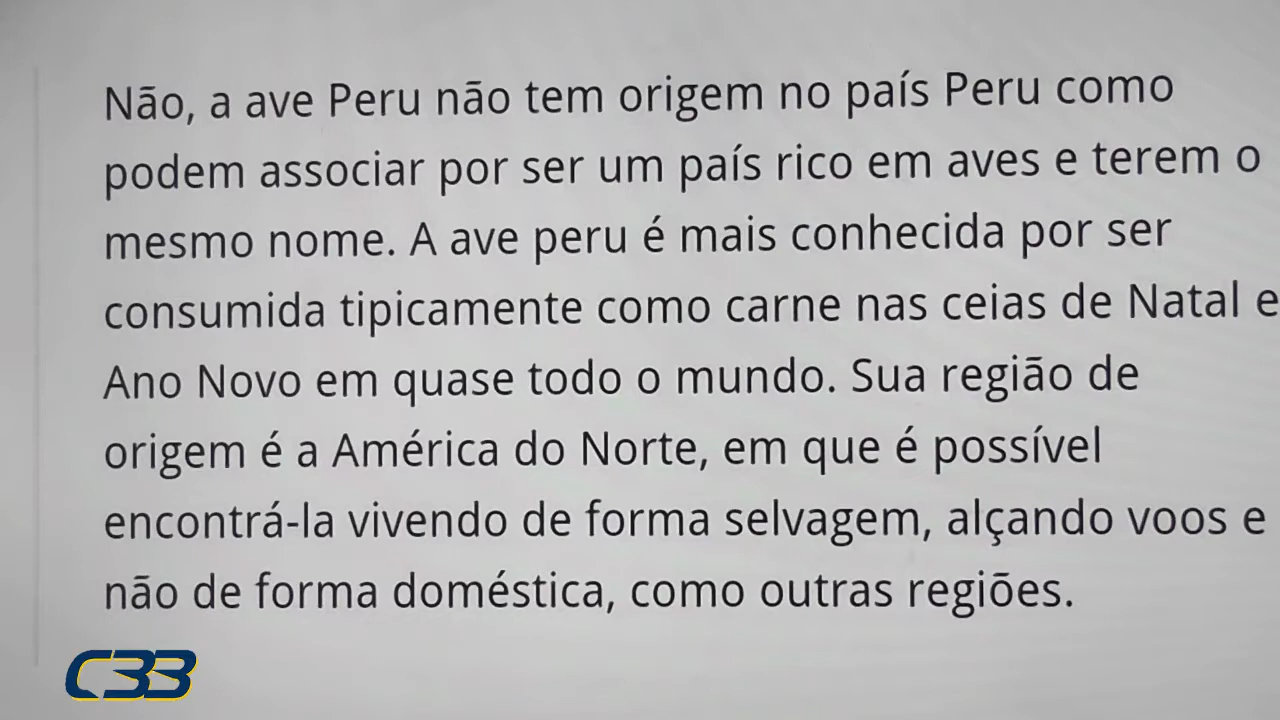 Não, a ave Peru não tem origem no país Peru como
podem associar por ser um país rico em aves e terem o
mesmo nome. A ave peru é mais conhecida por ser
consumida tipicamente como carne nas ceias de Natal e
Ano Novo em quase todo o mundo. Sua região de
origem é a América do Norte, em que é possível
encontrá-la vivendo de forma selvagem, alçando voos e
não de forma doméstica, como outras regiões.
C33